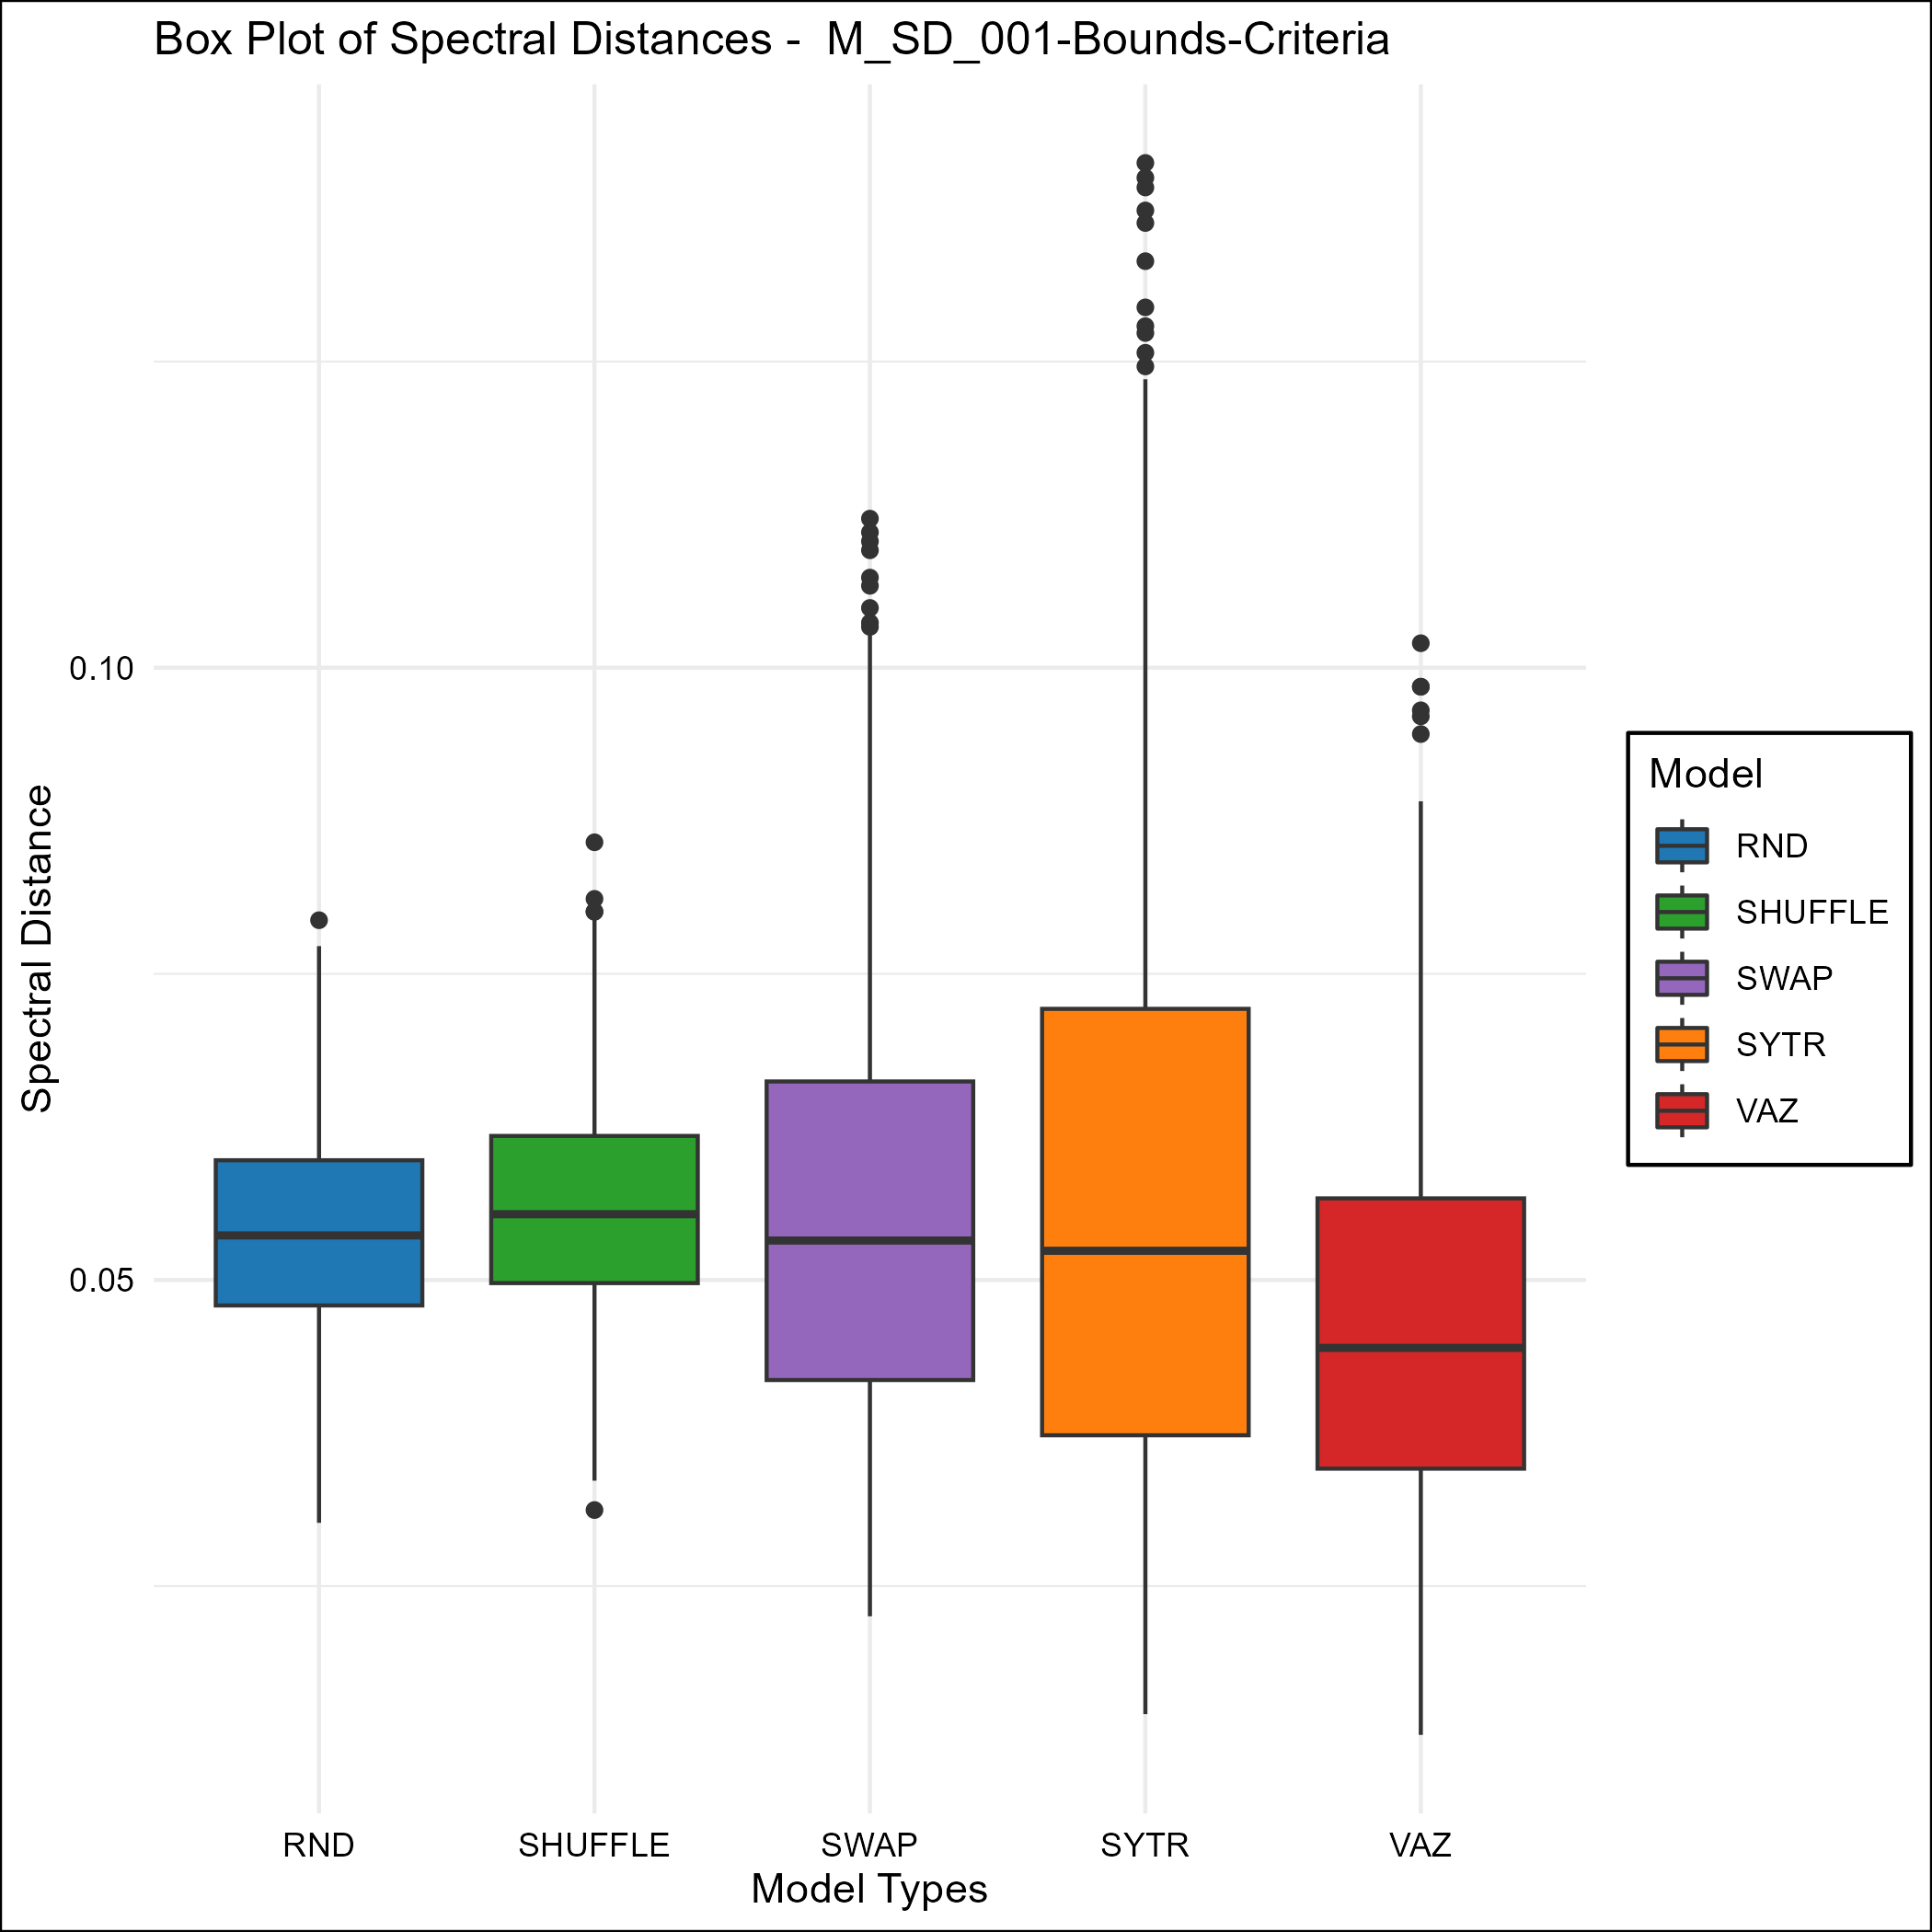 Box Plot of Spectral Distances -  M_SD_001-Bounds-Criteria
Spectral Distance
0.10
0.05
RND
SHUFFLE
SWAP
SYTR
VAZ
Model Types
Model
RND
SHUFFLE
SWAP
SYTR
VAZ